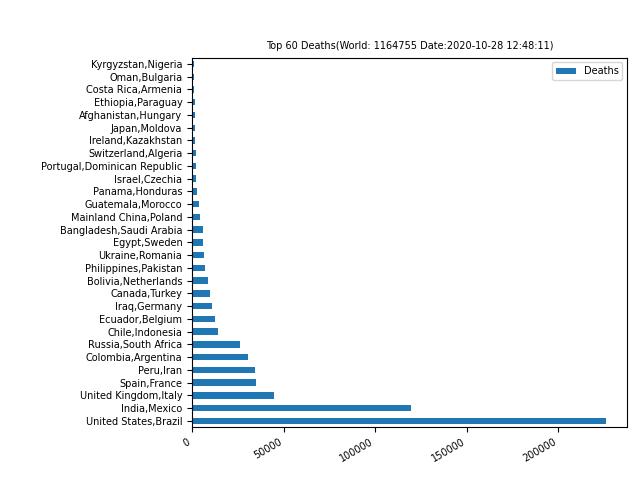 Top 60 Deaths(World: 1164755 Date:2020-10-28 12:48:11)
Deaths
Kyrgyzstan,Nigeria
Oman,Bulgaria
Costa Rica,Armenia
Ethiopia,Paraguay
Afghanistan,Hungary
Japan,Moldova
Ireland,Kazakhstan
Switzerland,Algeria
Portugal,Dominican Republic
Israel,Czechia
Panama,Honduras
Guatemala,Morocco
Mainland China,Poland
Bangladesh,Saudi Arabia
Egypt,Sweden
Ukraine,Romania
Philippines,Pakistan
Bolivia,Netherlands
Canada,Turkey
Iraq,Germany
Ecuador,Belgium
Chile,Indonesia
Russia,South Africa
Colombia,Argentina
Peru,Iran
Spain,France
United Kingdom,Italy
India,Mexico
United States,Brazil
0
50000
100000
150000
200000